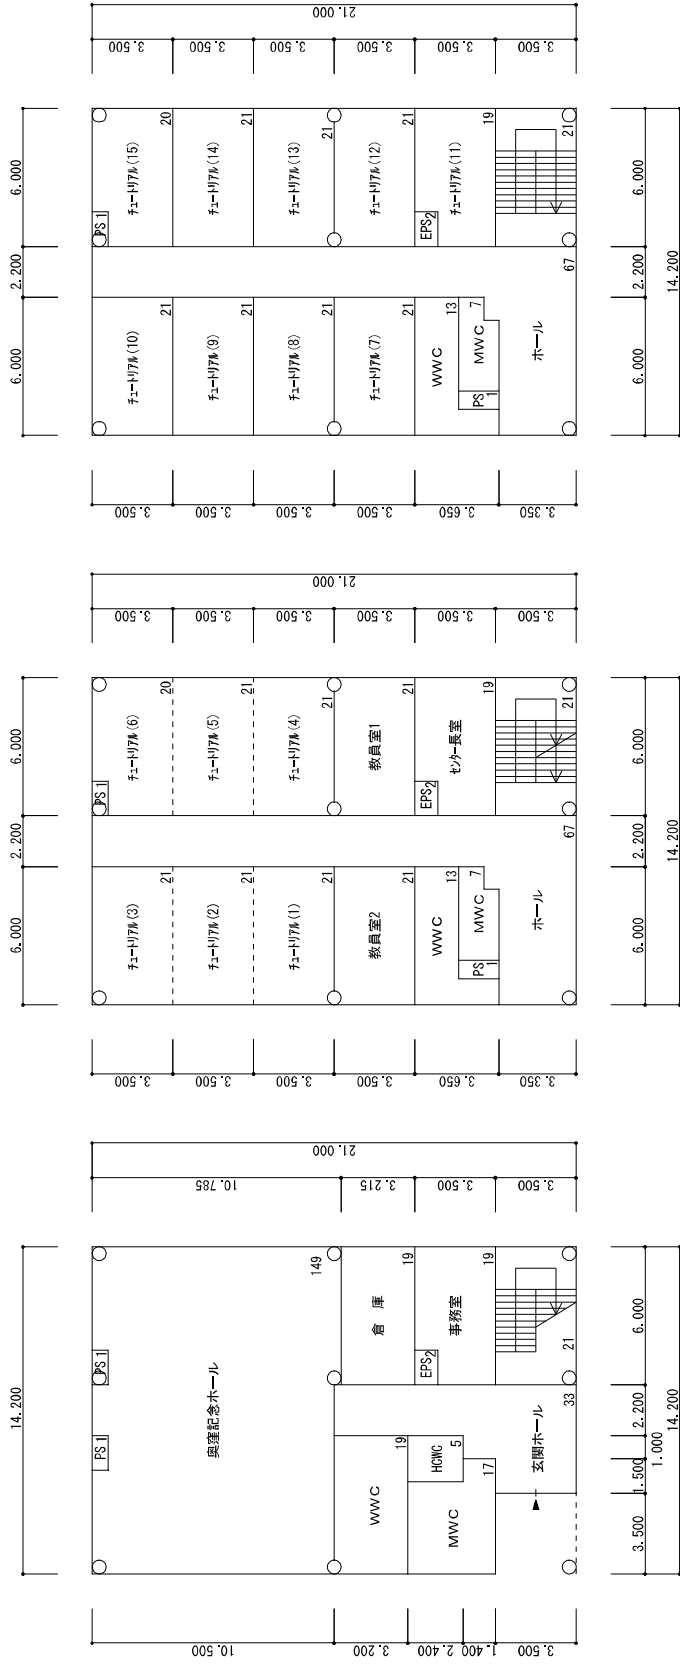 21.000
3.500 3.500 3.500 3.500 3.500 3.500
6.000 2.200 6.000
PS 1
チュートリアル(15) 20
チュートリアル(14) 21
チュートリアル(13) 21
チュートリアル(12) 21
EPS2
チュートリアル(11) 19
21
67
チュートリアル(10) 21
チュートリアル(9) 21
チュートリアル(8) 21
チュートリアル(7) 21
WWC 13
MWC 7
PS 1
ホール
6.000 2.200 6.000
14.200
3.500 3.500 3.500 3.500 3.650 3.350
21.000
3.500 3.500 3.500 3.500 3.500 3.500
6.000 2.200 6.000
PS 1
チュートリアル(6) 20
チュートリアル(5) 21
チュートリアル(4) 21
教員室1 21
EPS2
センター長室 19
21
67
チュートリアル(3) 21
チュートリアル(2) 21
チュートリアル(1) 21
教員室2 21
WWC 13
MWC 7
PS 1
ホール
6.000 2.200 6.000
14.200
3.500 3.500 3.500 3.500 3.650 3.350
21.000
10.785 3.215 3.500 3.500
14.200
PS 1
PS 1
奥窪記念ホール 149
倉庫 19
EPS2
事務室 19
21
WWC 19
HCWC 5
MWC 17
玄関ホール 33
6.000 2.200 1.000 1.500 3.500
14.200
10.500 3.200 2.400 1.400 3.500